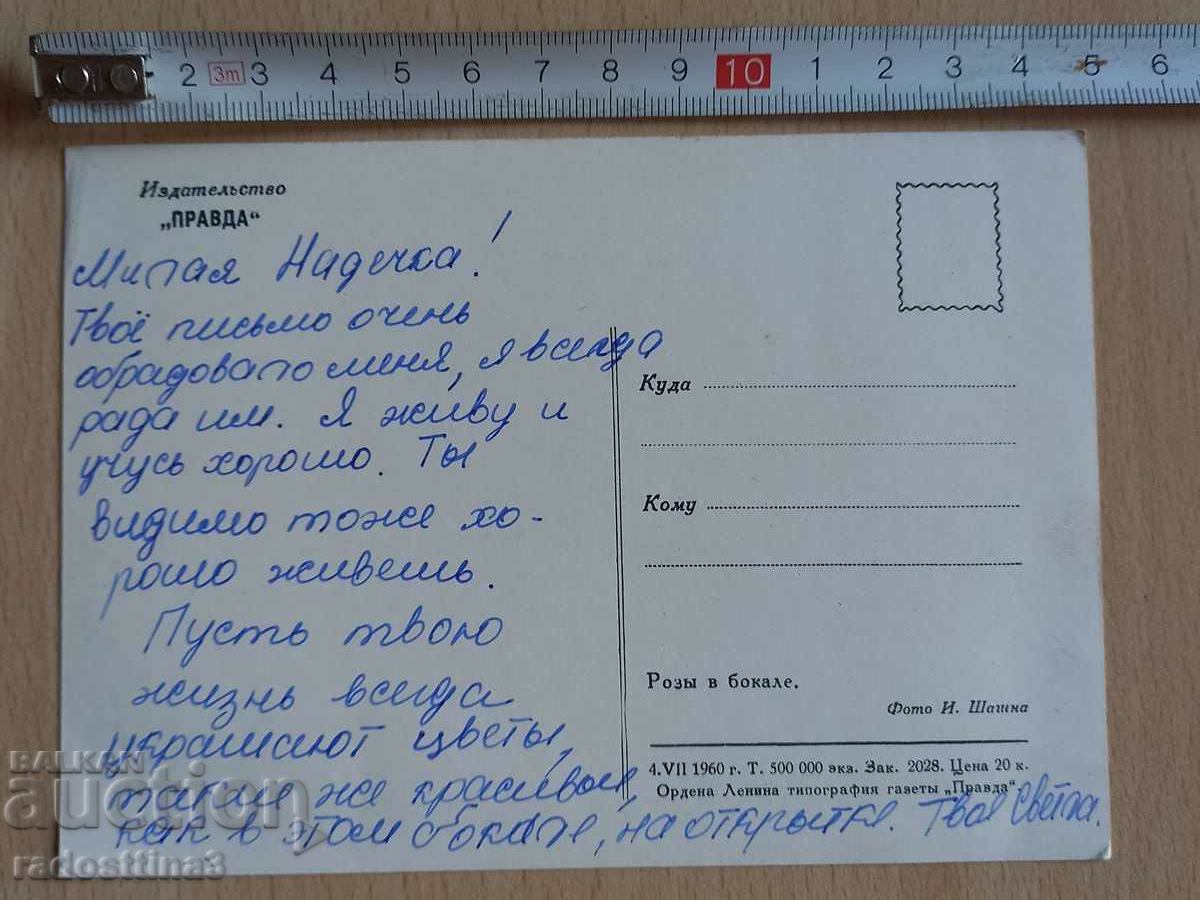 2 3m 3 4 5 6 7 8 9 10 1 2 3 4 5 6
Издательство
„ПРАВДА“
Милая Надечка!
Твоё письмо очень
обрадовало меня, я всегда
рада им. Я живу и
учусь хорошо. Ты
видимо тоже хо-
рошо живешь.
Пусть твою
жизнь всегда
украшают цветы,
такие же красивые,
как в этом бокале, на открытке. Твоя Света.
Куда
Кому
Розы в бокале.
Фото И. Шагина
4.VII 1960 г. Т. 500 000 экз. Зак. 2028. Цена 20 к.
Ордена Ленина типография газеты „Правда“.
BALKAN
auction
radosttina3